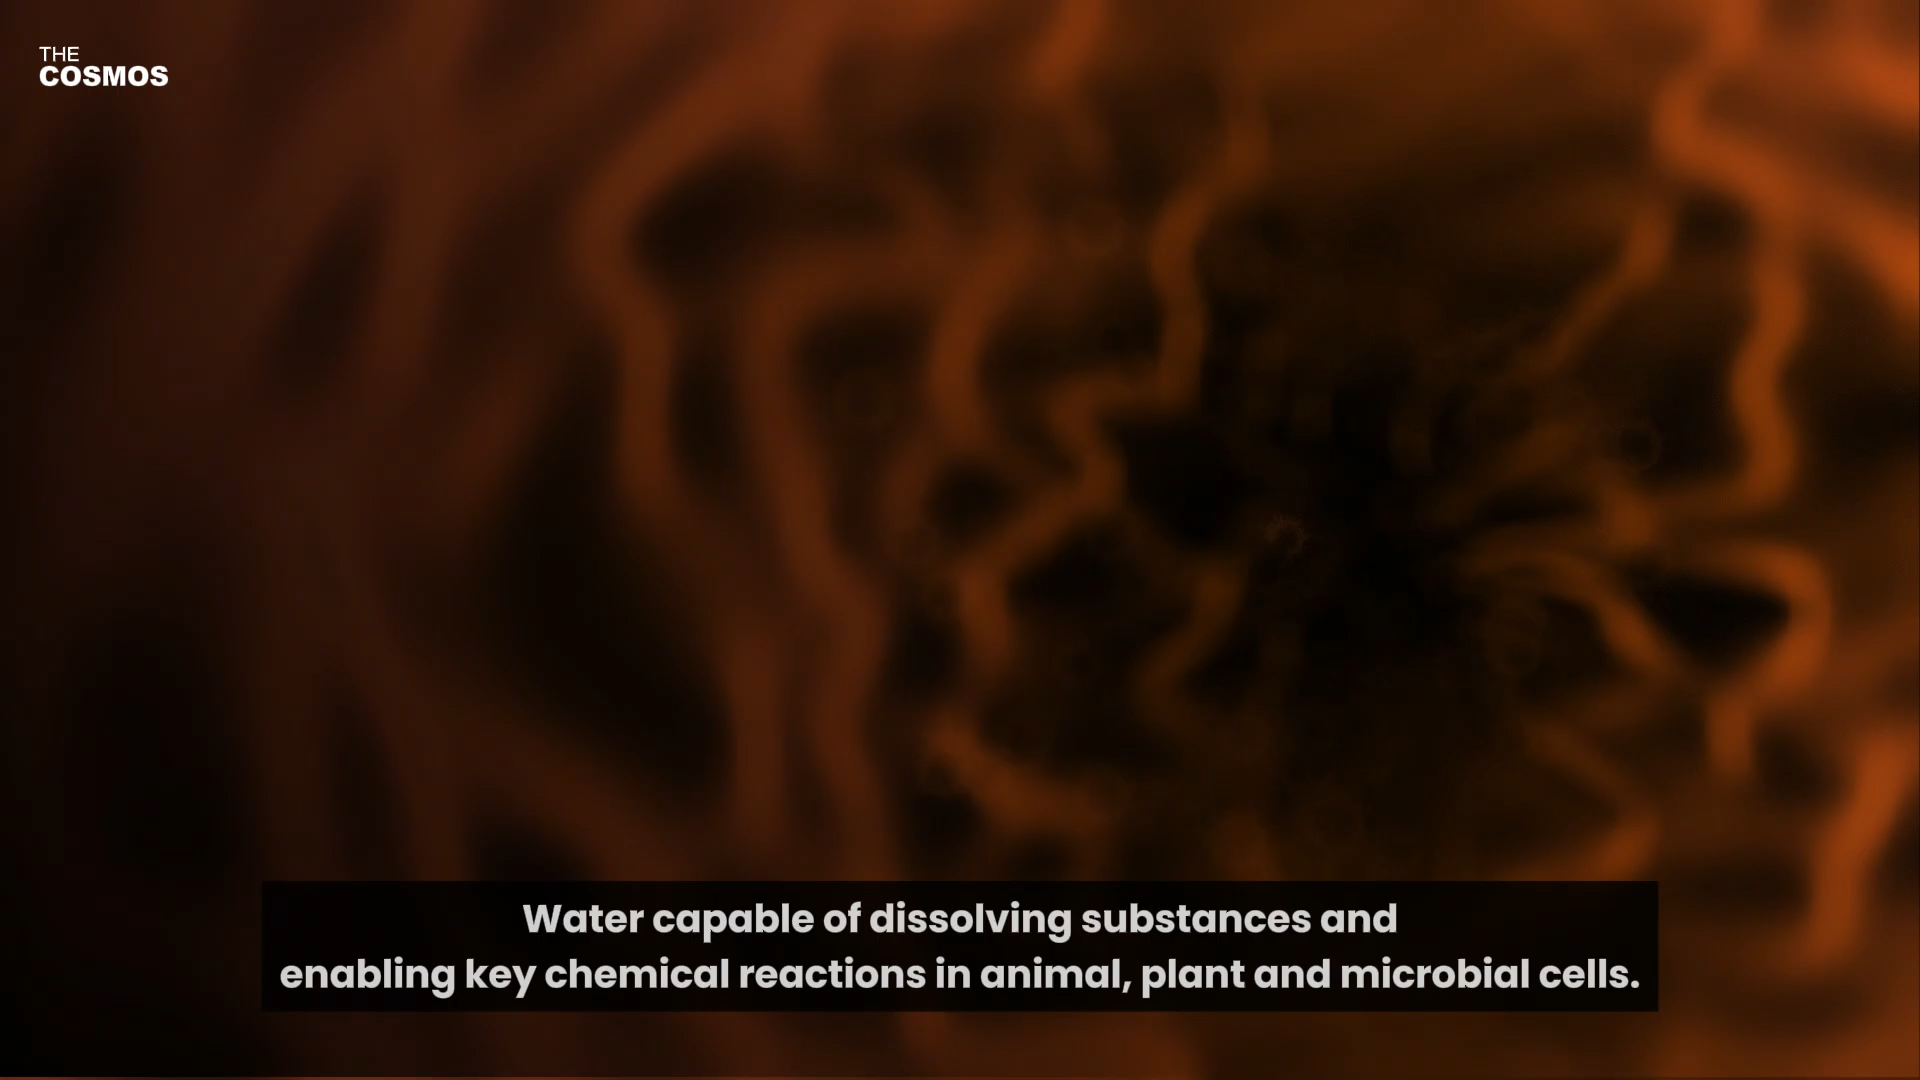 THE
COSMOS
Water capable of dissolving substances and
enabling key chemical reactions in animal, plant and microbial cells.